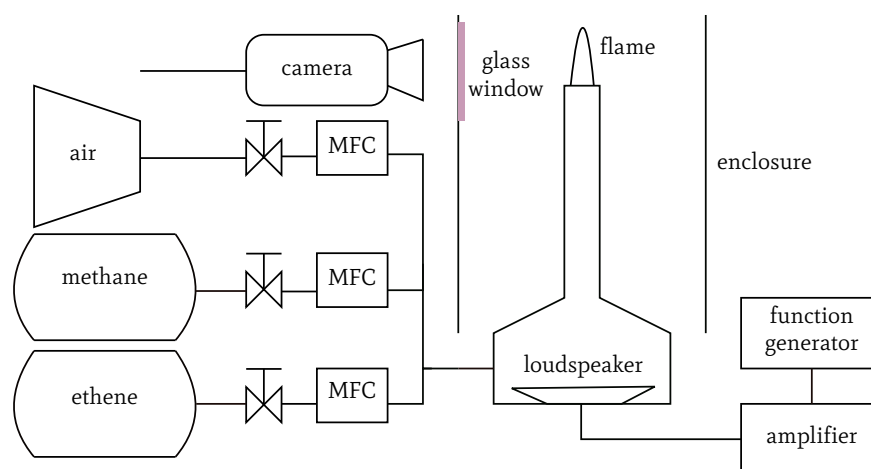 camera
glass
window
flame
air
MFC
enclosure
methane
MFC
function
generator
loudspeaker
ethene
MFC
amplifier